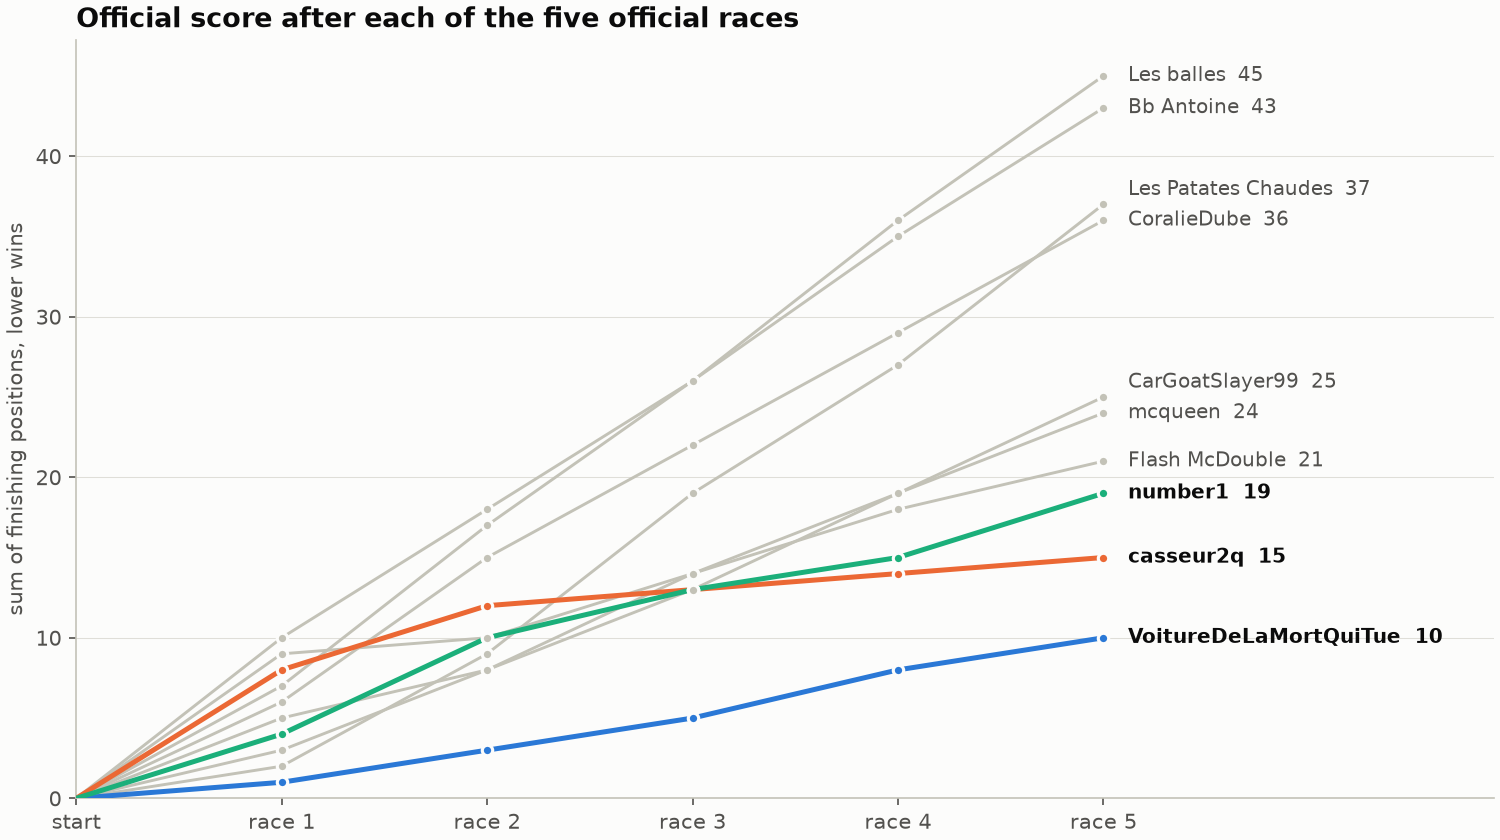 Official score after each of the five official races
sum of finishing positions, lower wins
40
30
20
10
0
start
race 1
race 2
race 3
race 4
race 5
Les balles 45
Bb Antoine 43
Les Patates Chaudes 37
CoralieDube 36
CarGoatSlayer99 25
mcqueen 24
Flash McDouble 21
number1 19
casseur2q 15
VoitureDeLaMortQuiTue 10